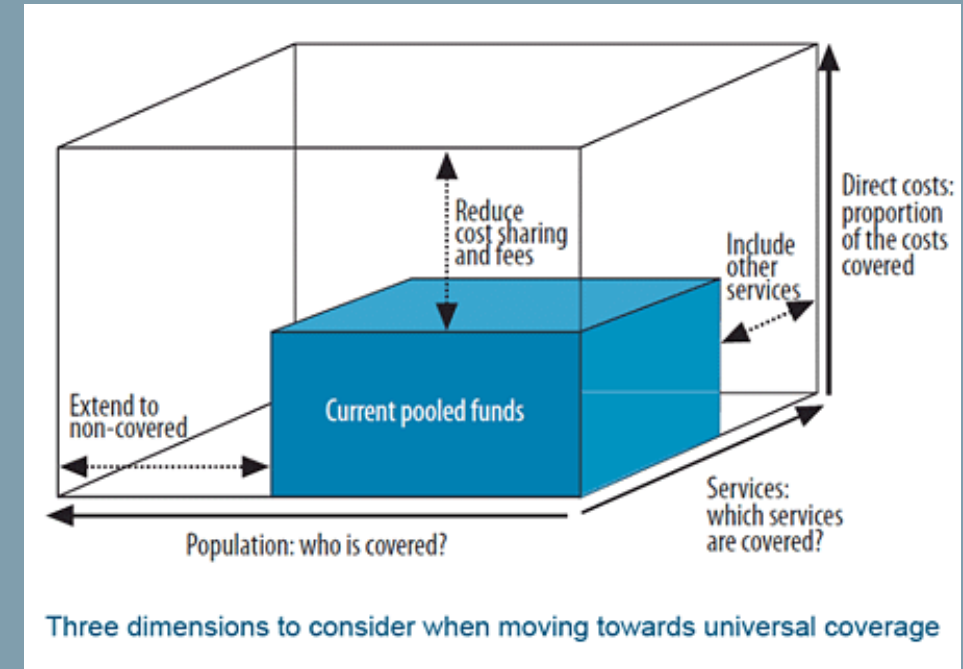 Reduce
cost sharing
and fees
Include
other
services
Direct costs:
proportion
of the costs
covered
Extend to
non-covered
Current pooled funds
Services:
which services
are covered?
Population: who is covered?
Three dimensions to consider when moving towards universal coverage